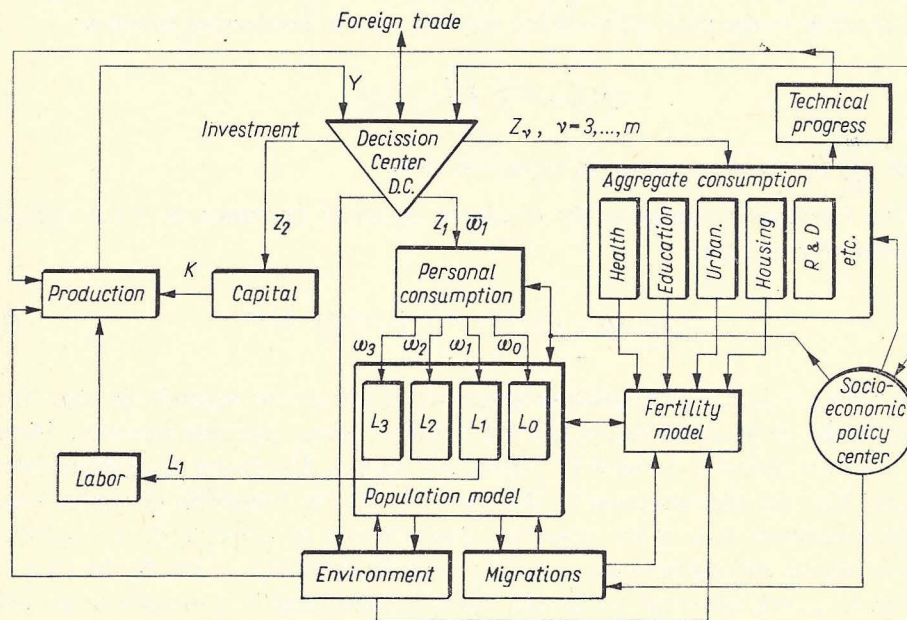 Foreign trade
Y
Technical
progress
Investment
Decission
Center
D.C.
Z_ν, ν=3,...,m
Aggregate consumption
Health
Education
Urban.
Housing
R & D
etc.
Z_2
Z_1 ω̅_1
Personal
consumption
K
Production
Capital
ω_3 ω_2 ω_1 ω_0
L_3 L_2 L_1 L_0
Fertility
model
Socio-
economic
policy
center
Labor
L_1
Population model
Environment
Migrations